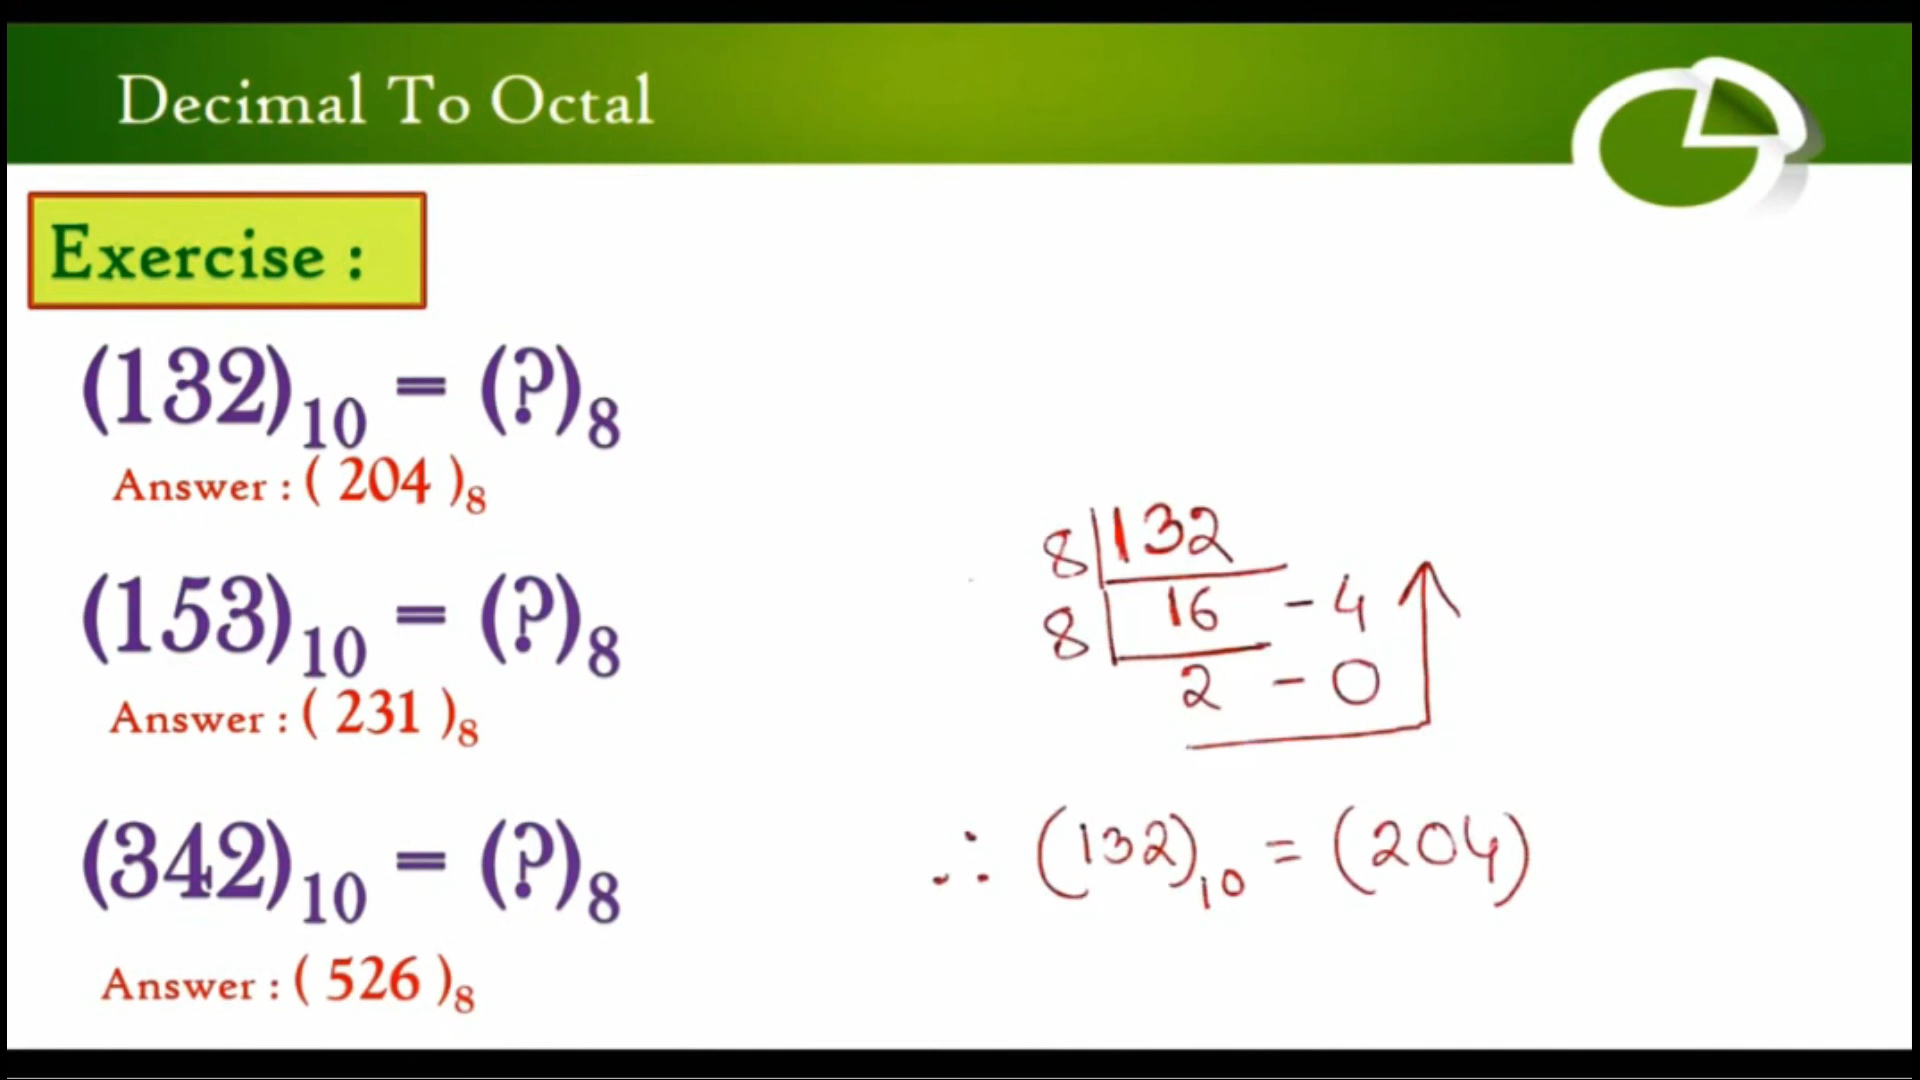 Decimal To Octal
Exercise :
(132)₁₀ = (?)₈
Answer : ( 204 )₈
(153)₁₀ = (?)₈
Answer : ( 231 )₈
(342)₁₀ = (?)₈
Answer : ( 526 )₈
8 132
8 16 - 4
2 - 0
∴ (132)₁₀ = (204)